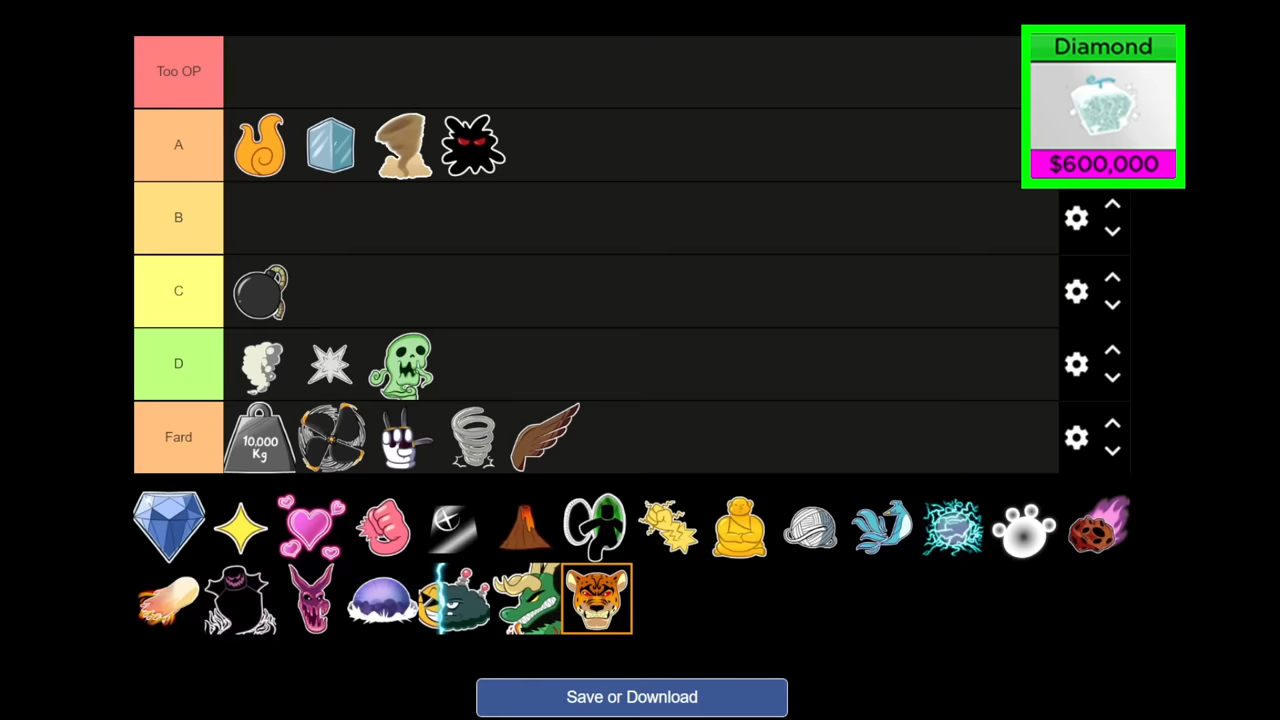 Too OP
Diamond
$600,000
A
B
C
D
Fard
10,000
Kg
Save or Download